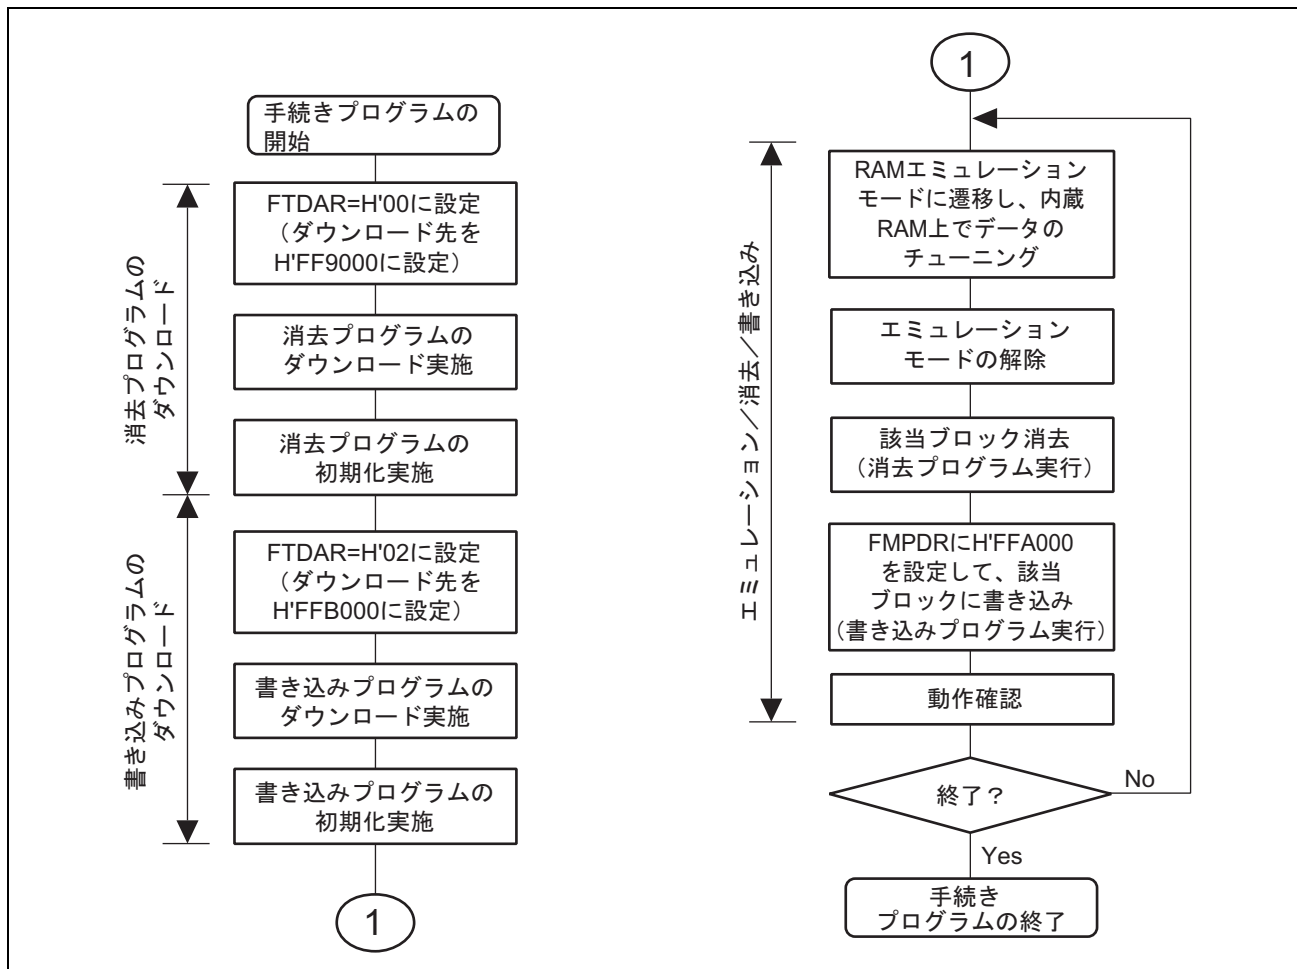 手続きプログラムの
開始
消去プログラムの
ダウンロード
FTDAR=H'00に設定
（ダウンロード先を
H'FF9000に設定）
消去プログラムの
ダウンロード実施
消去プログラムの
初期化実施
書き込みプログラムの
ダウンロード
FTDAR=H'02に設定
（ダウンロード先を
H'FFB000に設定）
書き込みプログラムの
ダウンロード実施
書き込みプログラムの
初期化実施
1
1
エミュレーション／消去／書き込み
RAMエミュレーション
モードに遷移し、内蔵
RAM上でデータの
チューニング
エミュレーション
モードの解除
該当ブロック消去
（消去プログラム実行）
FMPDRにH'FFA000
を設定して、該当
ブロックに書き込み
（書き込みプログラム実行）
動作確認
終了？
No
Yes
手続き
プログラムの終了